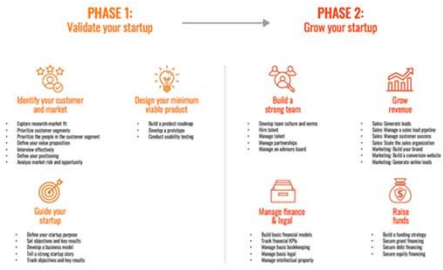 PHASE 1:
Validate your startup
PHASE 2:
Grow your startup
Identify your customer
and market
Explore research-market fit
Prioritize customer segments
Prioritize the people in the customer segment
Define your value proposition
Interview effectively
Define your positioning
Analyze market risk and opportunity
Design your minimum
viable product
Build a product roadmap
Develop a prototype
Conduct usability testing
Build a
strong team
Develop team culture and norms
Hire talent
Manage talent
Manage partnerships
Manage an advisory board
Grow
revenue
Sales: Generate leads
Sales: Manage a sales lead pipeline
Sales: Manage customer success
Sales: Scale the sales organization
Marketing: Build your brand
Marketing: Build a conversion website
Marketing: Generate online leads
Guide your
startup
Define your startup purpose
Set objectives and key results
Develop a business model
Tell a strong startup story
Track objectives and key results
Manage finance
& legal
Build basic financial models
Track financial KPIs
Manage basic bookkeeping
Manage basic legal
Manage intellectual property
Raise
funds
Build a funding strategy
Secure grant financing
Secure debt financing
Secure equity financing